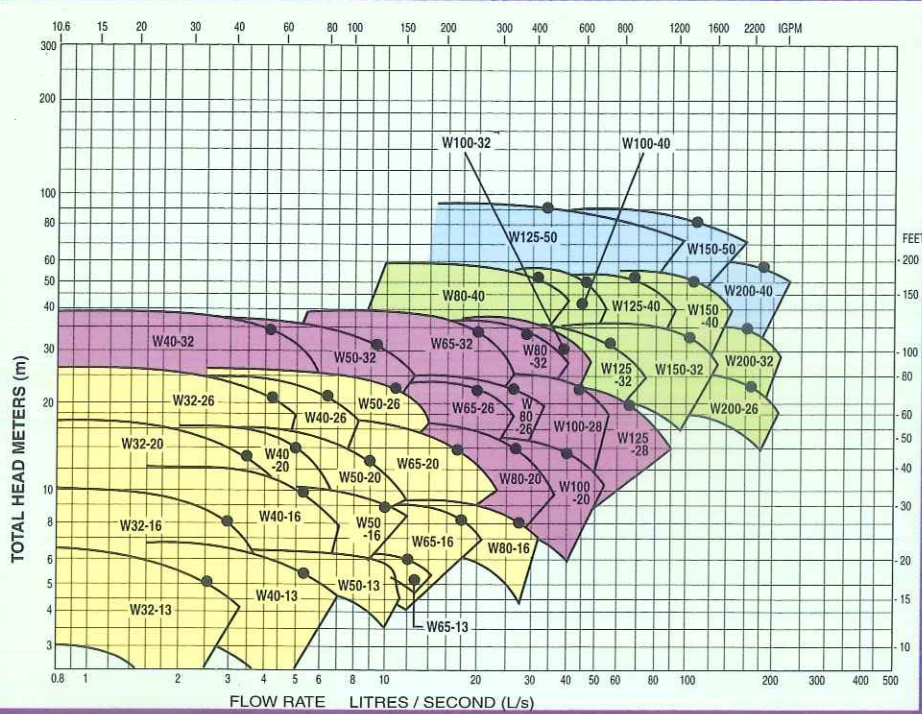 10.6 15 20 30 40 60 80 100 150 200 300 400 600 800 1200 1600 2200 IGPM
300
200
100
80
60
50
40
30
20
10
8
6
5
4
3
TOTAL HEAD METERS (m)
FEET
200
150
100
80
60
50
40
30
20
15
10
W100-32
W100-40
W125-50
W150-50
W200-40
W80-40
W125-40
W150
-40
W40-32
W50-32
W65-32
W80
-32
W125
-32
W150-32
W200-32
W32-26
W40-26
W50-26
W65-26
W
80
-26
W100-28
W125
-28
W200-26
W32-20
W40
-20
W50-20
W65-20
W80-20
W100
-20
W32-16
W40-16
W50
-16
W65-16
W80-16
W32-13
W40-13
W50-13
W65-13
0.8 1 2 3 4 5 6 8 10 20 30 40 50 60 80 100 200 300 400 500
FLOW RATE LITRES / SECOND (L/s)